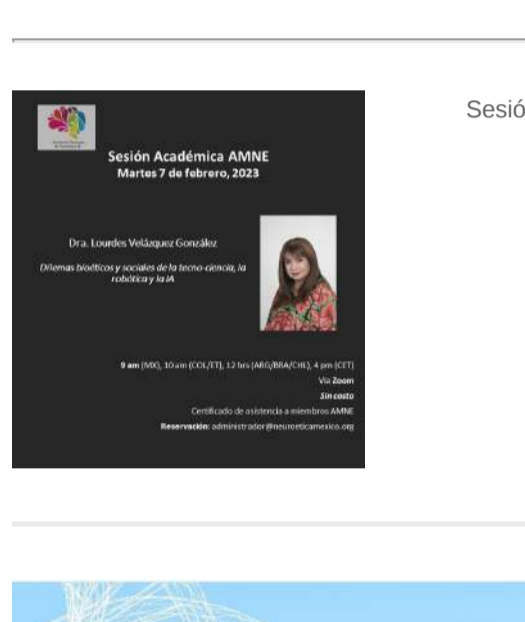 Sesió
Sesión Académica AMNE
Martes 7 de febrero, 2023
Dra. Lourdes Velázquez González
Dilemas bioéticos y sociales de la tecno-ciencia, la
robótica y la IA
9 am (MX), 10 am (COL/ET), 12 hrs (ARG/BRA/CHI), 4 pm (CET)
Vía Zoom
Sin costo
Certificado de asistencia a miembros AMNE
Reservación: administrador@neuroeticamexico.org